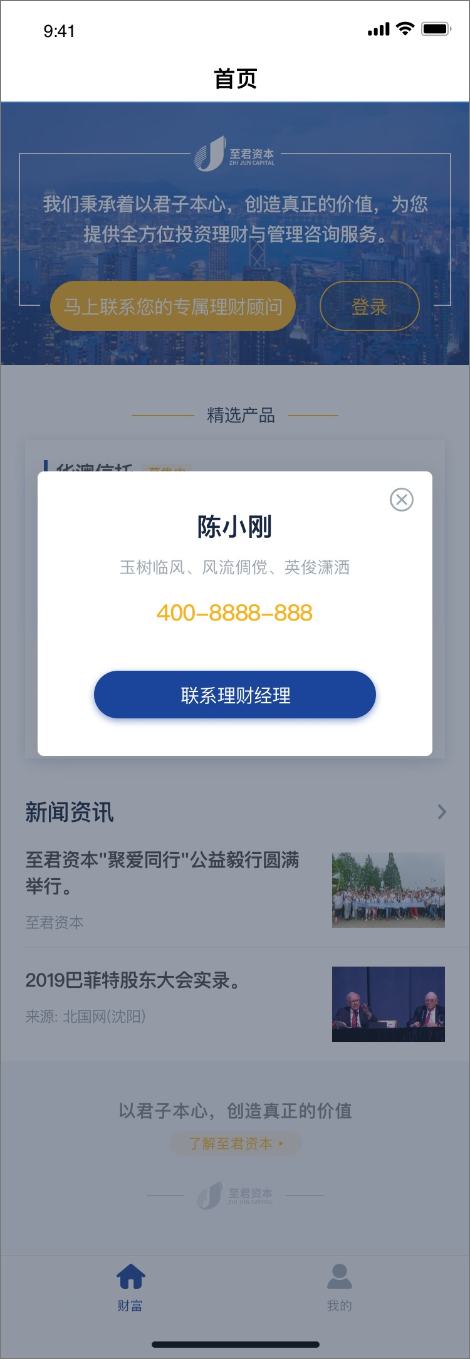 9:41
首页
至君资本
ZHI JUN CAPITAL
我们秉承着以君子本心，创造真正的价值，为您
提供全方位投资理财与管理咨询服务。
马上联系您的专属理财顾问
登录
精选产品
华澳信托
陈小刚
玉树临风、风流倜傥、英俊潇洒
400-8888-888
联系理财经理
新闻资讯
至君资本"聚爱同行"公益毅行圆满
举行。
至君资本
2019巴菲特股东大会实录。
来源: 北国网(沈阳)
以君子本心，创造真正的价值
了解至君资本
至君资本
ZHI JUN CAPITAL
财富
我的